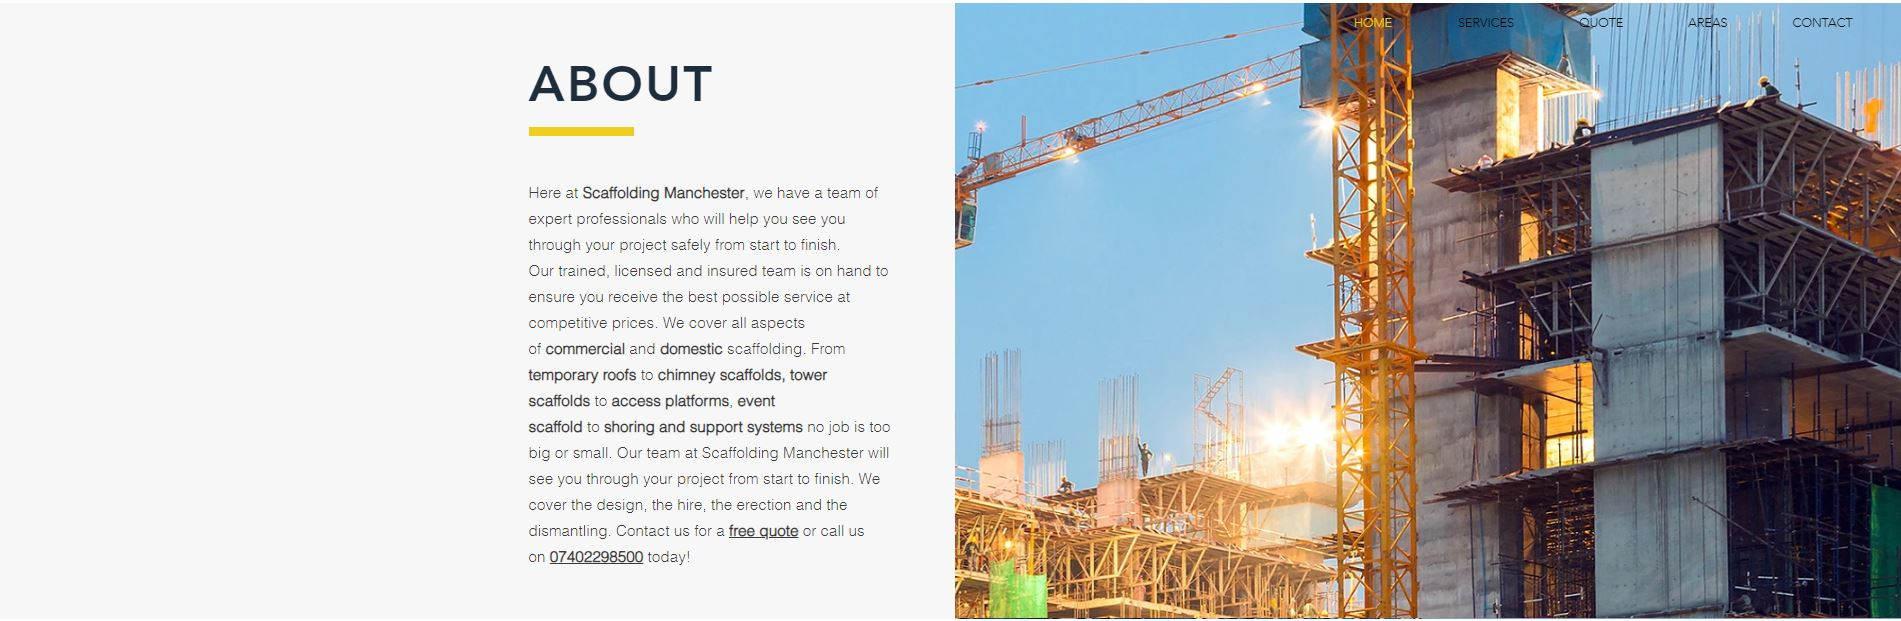 HOME SERVICES QUOTE AREAS CONTACT
ABOUT
Here at Scaffolding Manchester, we have a team of
expert professionals who will help you see you
through your project safely from start to finish.
Our trained, licensed and insured team is on hand to
ensure you receive the best possible service at
competitive prices. We cover all aspects
of commercial and domestic scaffolding. From
temporary roofs to chimney scaffolds, tower
scaffolds to access platforms, event
scaffold to shoring and support systems no job is too
big or small. Our team at Scaffolding Manchester will
see you through your project from start to finish. We
cover the design, the hire, the erection and the
dismantling. Contact us for a free quote or call us
on 07402298500 today!